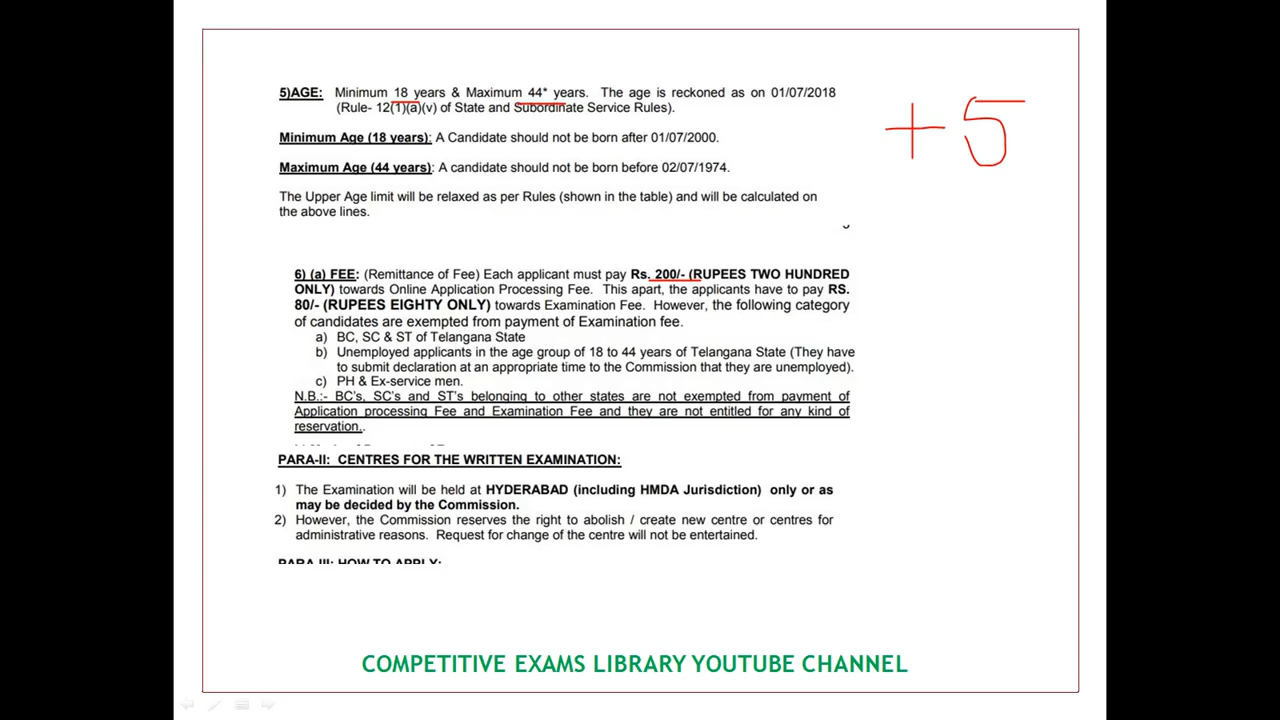 5)AGE: Minimum 18 years & Maximum 44* years. The age is reckoned as on 01/07/2018
(Rule- 12(1)(a)(v) of State and Subordinate Service Rules).
+5
Minimum Age (18 years): A Candidate should not be born after 01/07/2000.
Maximum Age (44 years): A candidate should not be born before 02/07/1974.
The Upper Age limit will be relaxed as per Rules (shown in the table) and will be calculated on
the above lines.
6) (a) FEE: (Remittance of Fee) Each applicant must pay Rs. 200/- (RUPEES TWO HUNDRED
ONLY) towards Online Application Processing Fee. This apart, the applicants have to pay RS.
80/- (RUPEES EIGHTY ONLY) towards Examination Fee. However, the following category
of candidates are exempted from payment of Examination fee.
a) BC, SC & ST of Telangana State
b) Unemployed applicants in the age group of 18 to 44 years of Telangana State (They have
to submit declaration at an appropriate time to the Commission that they are unemployed).
c) PH & Ex-service men.
N.B.:- BC's, SC's and ST's belonging to other states are not exempted from payment of
Application processing Fee and Examination Fee and they are not entitled for any kind of
reservation..
PARA-II: CENTRES FOR THE WRITTEN EXAMINATION:
1) The Examination will be held at HYDERABAD (including HMDA Jurisdiction) only or as
may be decided by the Commission.
2) However, the Commission reserves the right to abolish / create new centre or centres for
administrative reasons. Request for change of the centre will not be entertained.
PARA-III: HOW TO APPLY:
COMPETITIVE EXAMS LIBRARY YOUTUBE CHANNEL